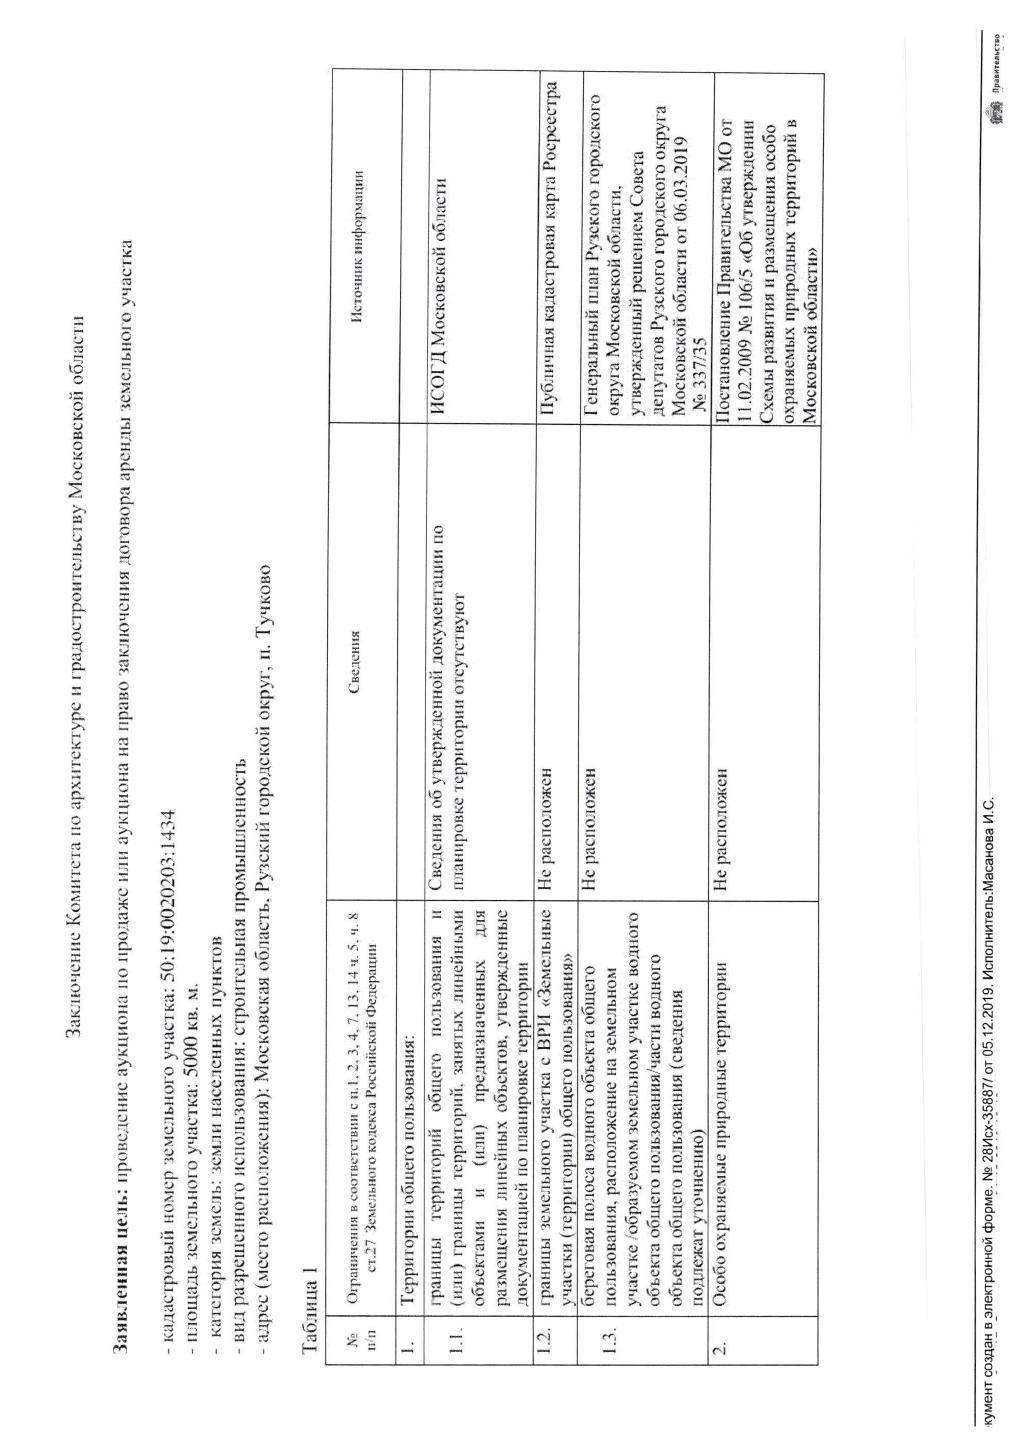 Заключение Комитета по архитектуре и градостроительству Московской области
Заявленная цель: проведение аукциона по продаже или аукциона на право заключения договора аренды земельного участка
- кадастровый номер земельного участка: 50:19:0020203:1434
- площадь земельного участка: 5000 кв. м.
- категория земель: земли населенных пунктов
- вид разрешенного использования: строительная промышленность
- адрес (место расположения): Московская область, Рузский городской округ, п. Тучково
Таблица 1
№
п/п
Ограничения в соответствии с п.1, 2, 3, 4, 7, 13, 14 ч. 5, ч. 8
ст.27 Земельного кодекса Российской Федерации
Сведения
Источник информации
1.
Территории общего пользования:
1.1.
границы территорий общего пользования и
(или) границы территорий, занятых линейными
объектами и (или) предназначенных для
размещения линейных объектов, утвержденные
документацией по планировке территории
Сведения об утвержденной документации по
планировке территории отсутствуют
ИСОГД Московской области
1.2.
границы земельного участка с ВРИ «Земельные
участки (территории) общего пользования»
Не расположен
Публичная кадастровая карта Росреестра
1.3.
береговая полоса водного объекта общего
пользования, расположение на земельном
участке /образуемом земельном участке водного
объекта общего пользования/части водного
объекта общего пользования (сведения
подлежат уточнению)
Не расположен
Генеральный план Рузского городского
округа Московской области,
утвержденный решением Совета
депутатов Рузского городского округа
Московской области от 06.03.2019
№ 337/35
2.
Особо охраняемые природные территории
Не расположен
Постановление Правительства МО от
11.02.2009 № 106/5 «Об утверждении
Схемы развития и размещения особо
охраняемых природных территорий в
Московской области»
кумент создан в электронной форме. № 28Исх-35887/ от 05.12.2019. Исполнитель:Масанова И.С.
Правительство